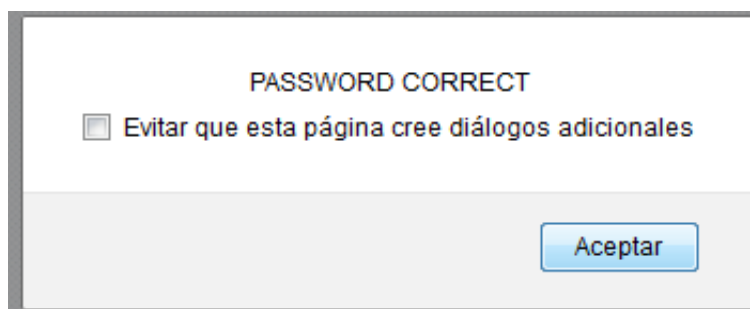 PASSWORD CORRECT
Evitar que esta página cree diálogos adicionales
Aceptar